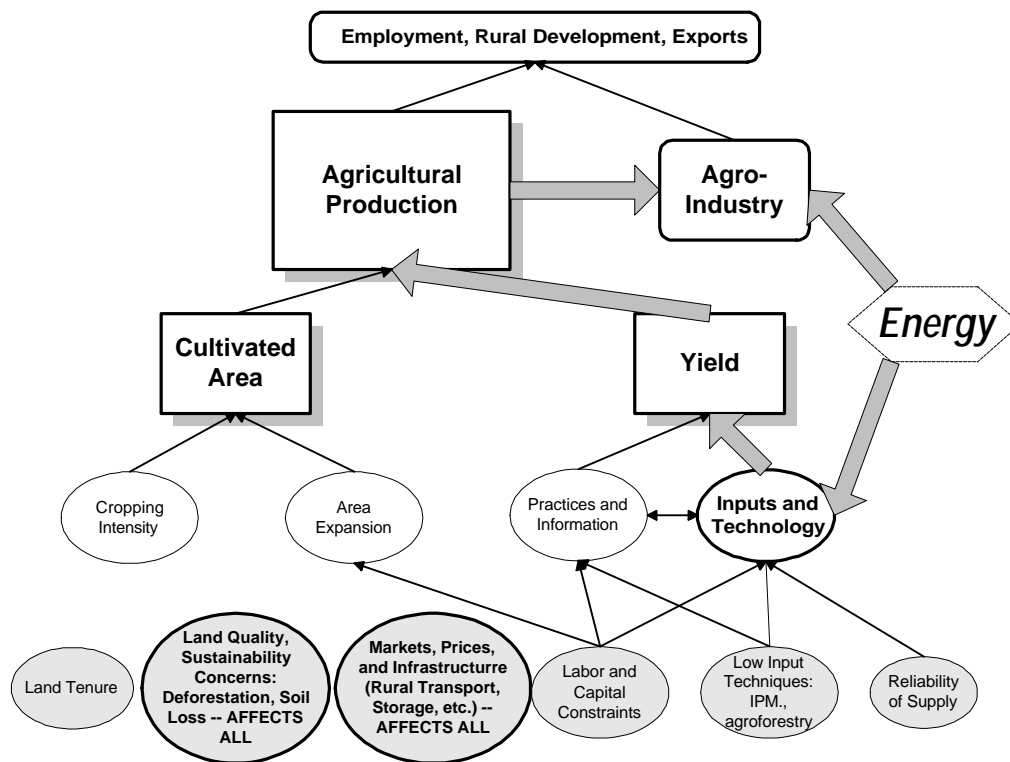 Employment, Rural Development, Exports
Agricultural
Production
Agro-
Industry
Energy
Cultivated
Area
Yield
Cropping
Intensity
Area
Expansion
Practices and
Information
Inputs and
Technology
Land Tenure
Land Quality,
Sustainability
Concerns:
Deforestation, Soil
Loss -- AFFECTS
ALL
Markets, Prices,
and Infrastructurre
(Rural Transport,
Storage, etc.) --
AFFECTS ALL
Labor and
Capital
Constraints
Low Input
Techniques:
IPM.,
agroforestry
Reliability
of Supply